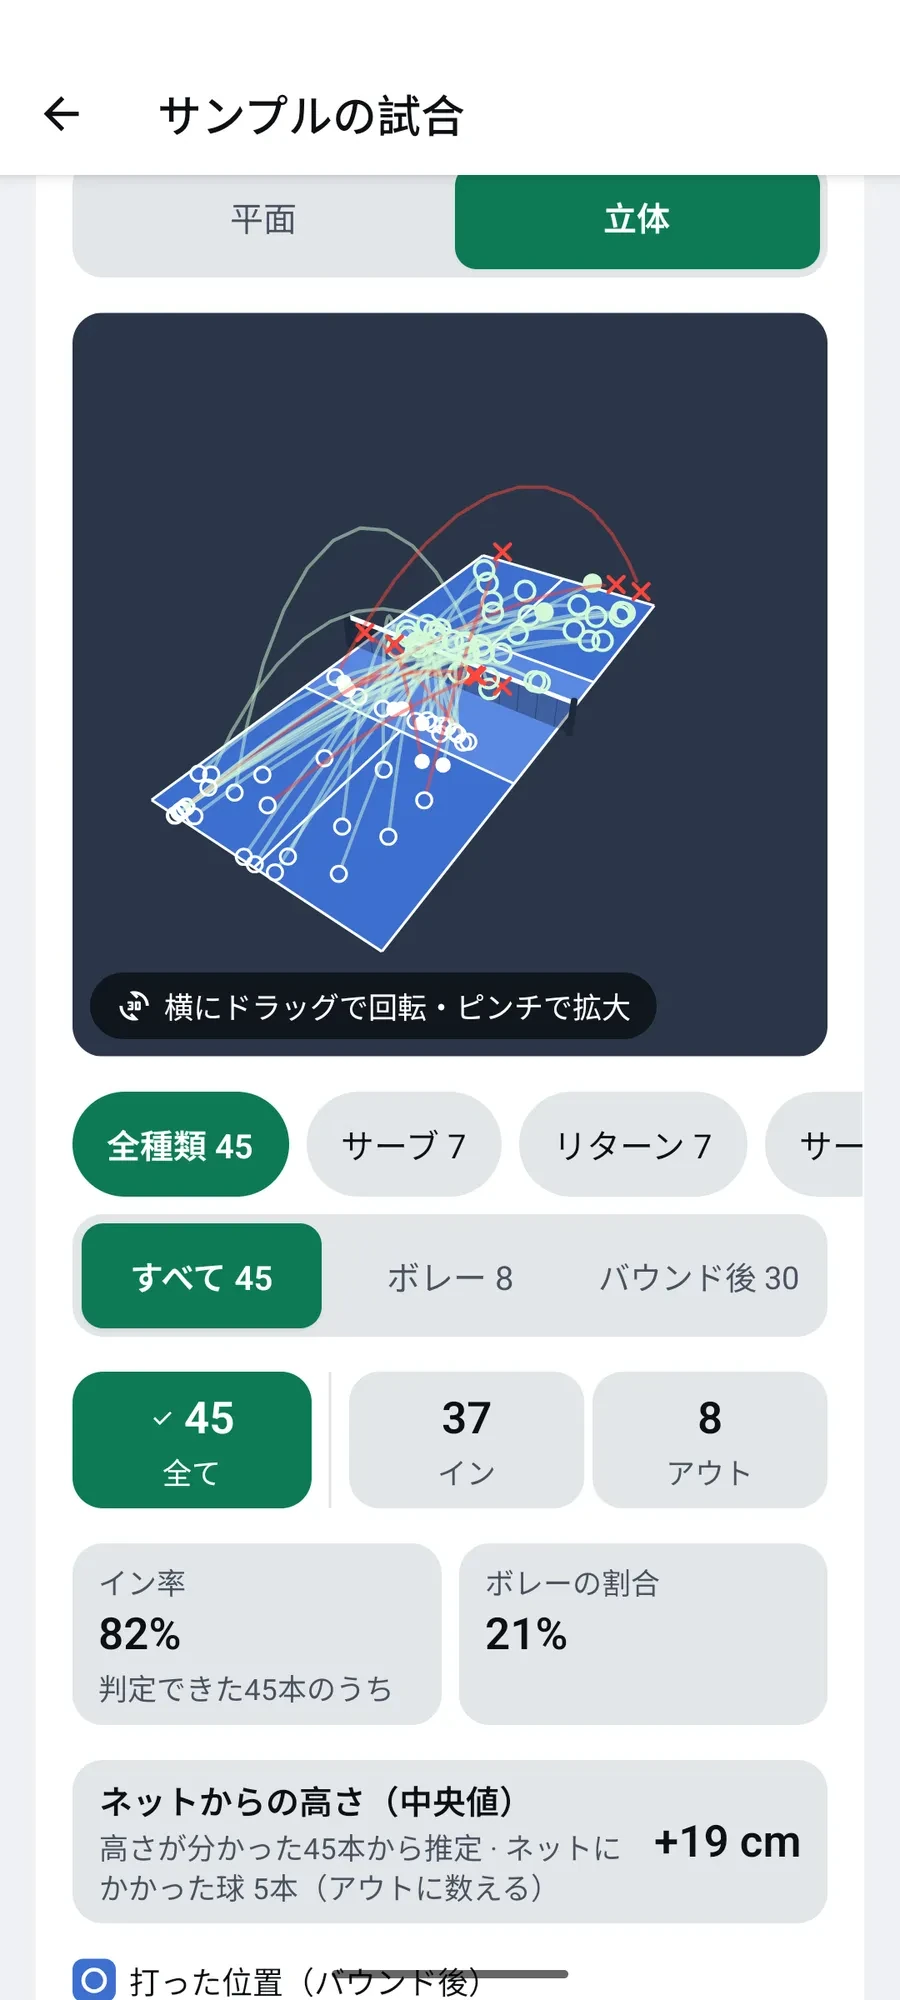 サンプルの試合
平面
立体
横にドラッグで回転・ピンチで拡大
全種類 45
サーブ 7
リターン 7
サー
すべて 45
ボレー 8
バウンド後 30
45
全て
37
イン
8
アウト
イン率
82%
判定できた45本のうち
ボレーの割合
21%
ネットからの高さ（中央値）
高さが分かった45本から推定 · ネットに
かかった球 5本（アウトに数える）
+19 cm
打った位置（バウンド後）